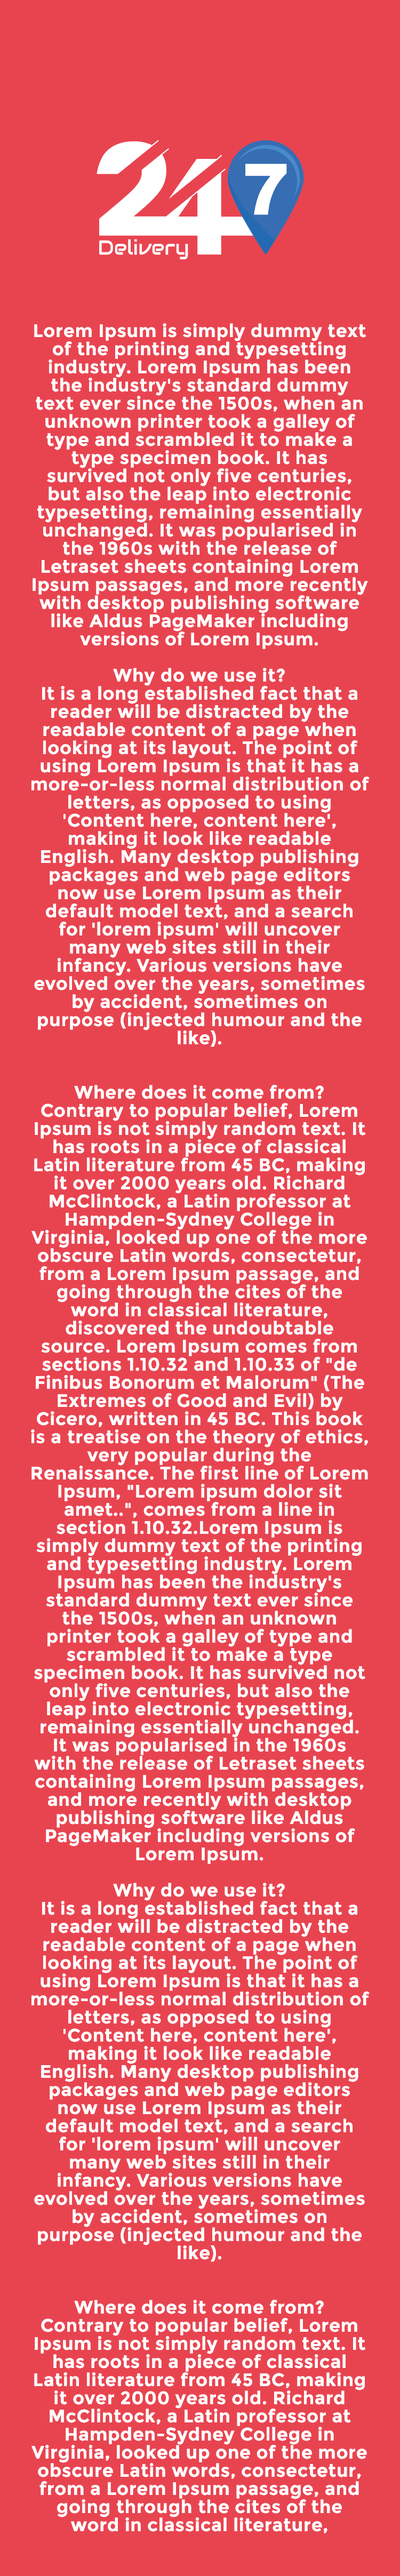 247
Delivery
Lorem Ipsum is simply dummy text
of the printing and typesetting
industry. Lorem Ipsum has been
the industry's standard dummy
text ever since the 1500s, when an
unknown printer took a galley of
type and scrambled it to make a
type specimen book. It has
survived not only five centuries,
but also the leap into electronic
typesetting, remaining essentially
unchanged. It was popularised in
the 1960s with the release of
Letraset sheets containing Lorem
Ipsum passages, and more recently
with desktop publishing software
like Aldus PageMaker including
versions of Lorem Ipsum.
Why do we use it?
It is a long established fact that a
reader will be distracted by the
readable content of a page when
looking at its layout. The point of
using Lorem Ipsum is that it has a
more-or-less normal distribution of
letters, as opposed to using
'Content here, content here',
making it look like readable
English. Many desktop publishing
packages and web page editors
now use Lorem Ipsum as their
default model text, and a search
for 'lorem ipsum' will uncover
many web sites still in their
infancy. Various versions have
evolved over the years, sometimes
by accident, sometimes on
purpose (injected humour and the
like).
Where does it come from?
Contrary to popular belief, Lorem
Ipsum is not simply random text. It
has roots in a piece of classical
Latin literature from 45 BC, making
it over 2000 years old. Richard
McClintock, a Latin professor at
Hampden-Sydney College in
Virginia, looked up one of the more
obscure Latin words, consectetur,
from a Lorem Ipsum passage, and
going through the cites of the
word in classical literature,
discovered the undoubtable
source. Lorem Ipsum comes from
sections 1.10.32 and 1.10.33 of "de
Finibus Bonorum et Malorum" (The
Extremes of Good and Evil) by
Cicero, written in 45 BC. This book
is a treatise on the theory of ethics,
very popular during the
Renaissance. The first line of Lorem
Ipsum, "Lorem ipsum dolor sit
amet..", comes from a line in
section 1.10.32.Lorem Ipsum is
simply dummy text of the printing
and typesetting industry. Lorem
Ipsum has been the industry's
standard dummy text ever since
the 1500s, when an unknown
printer took a galley of type and
scrambled it to make a type
specimen book. It has survived not
only five centuries, but also the
leap into electronic typesetting,
remaining essentially unchanged.
It was popularised in the 1960s
with the release of Letraset sheets
containing Lorem Ipsum passages,
and more recently with desktop
publishing software like Aldus
PageMaker including versions of
Lorem Ipsum.
Why do we use it?
It is a long established fact that a
reader will be distracted by the
readable content of a page when
looking at its layout. The point of
using Lorem Ipsum is that it has a
more-or-less normal distribution of
letters, as opposed to using
'Content here, content here',
making it look like readable
English. Many desktop publishing
packages and web page editors
now use Lorem Ipsum as their
default model text, and a search
for 'lorem ipsum' will uncover
many web sites still in their
infancy. Various versions have
evolved over the years, sometimes
by accident, sometimes on
purpose (injected humour and the
like).
Where does it come from?
Contrary to popular belief, Lorem
Ipsum is not simply random text. It
has roots in a piece of classical
Latin literature from 45 BC, making
it over 2000 years old. Richard
McClintock, a Latin professor at
Hampden-Sydney College in
Virginia, looked up one of the more
obscure Latin words, consectetur,
from a Lorem Ipsum passage, and
going through the cites of the
word in classical literature,